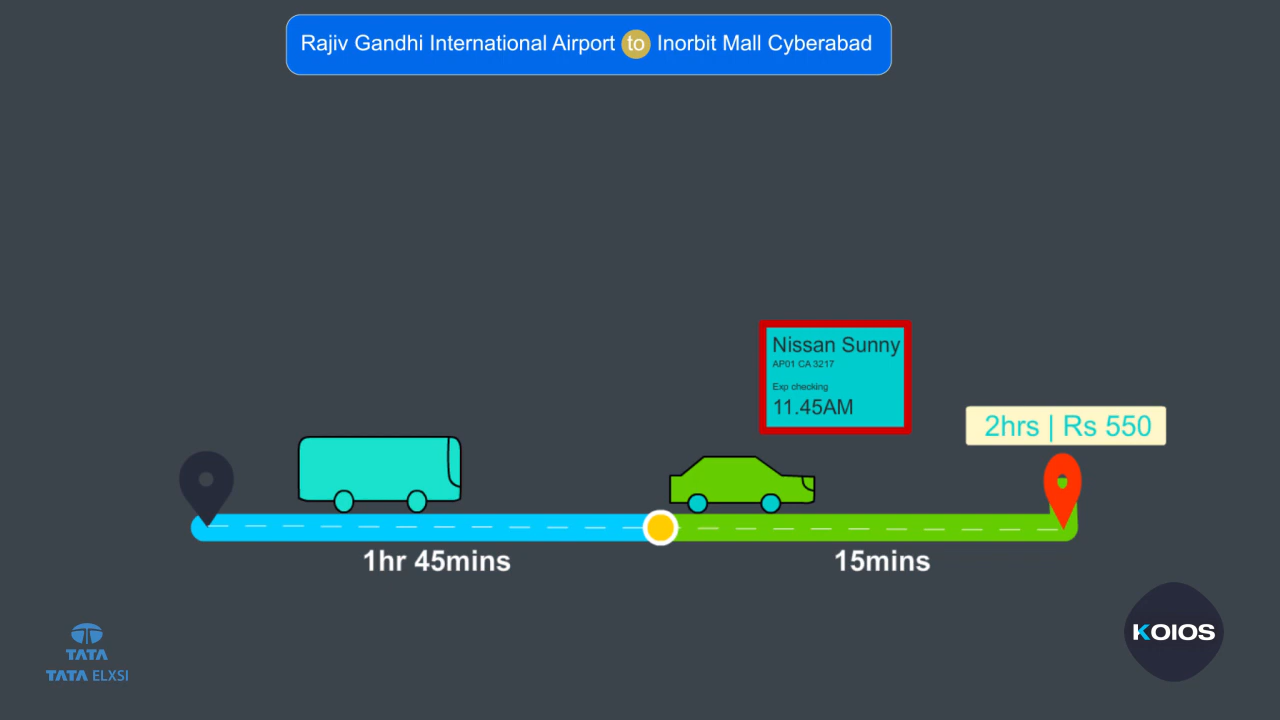 Rajiv Gandhi International Airport to Inorbit Mall Cyberabad
Nissan Sunny
AP01 CA 3217
Exp checking
11.45AM
2hrs | Rs 550
1hr 45mins
15mins
TATA
TATA ELXSI
KOIOS